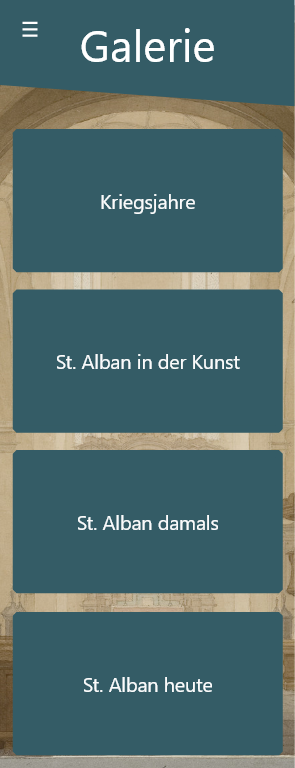 Galerie
Kriegsjahre
St. Alban in der Kunst
St. Alban damals
St. Alban heute